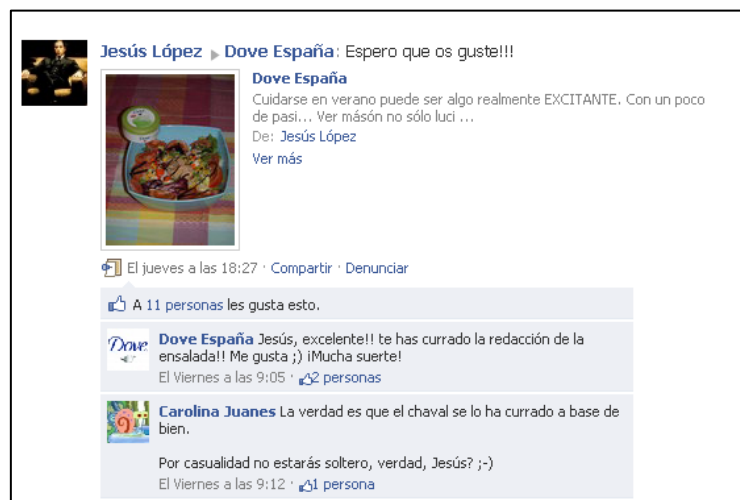 Jesús López ▸ Dove España: Espero que os guste!!!
Dove España
Cuidarse en verano puede ser algo realmente EXCITANTE. Con un poco
de pasi... Ver másón no sólo luci ...
De: Jesús López
Ver más
El jueves a las 18:27 · Compartir · Denunciar
A 11 personas les gusta esto.
Dove
Dove España Jesús, excelente!! te has currado la redacción de la
ensalada!! Me gusta ;) ¡Mucha suerte!
El Viernes a las 9:05 · 2 personas
Carolina Juanes La verdad es que el chaval se lo ha currado a base de
bien.
Por casualidad no estarás soltero, verdad, Jesús? ;-)
El Viernes a las 9:12 · 1 persona